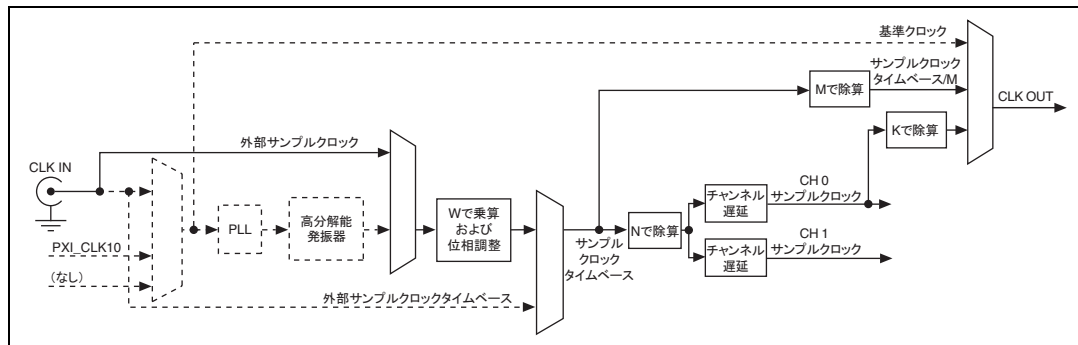 基準クロック
サンプルクロック
タイムベース/M
Mで除算
CLK OUT
外部サンプルクロック
Kで除算
CLK IN
CH 0
サンプルクロック
チャンネル
遅延
PLL
高分解能
発振器
Wで乗算
および
位相調整
Nで除算
サンプル
クロック
タイムベース
CH 1
サンプルクロック
チャンネル
遅延
PXI_CLK10
(なし)
外部サンプルクロックタイムベース